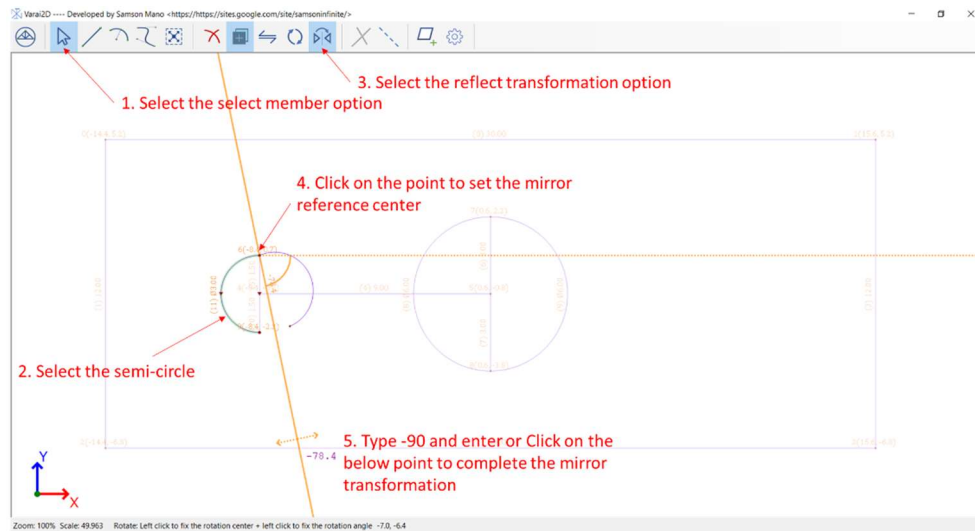 Varai2D ---- Developed by Samson Mano <https://https://sites.google.com/site/samsoninfinite/>
3. Select the reflect transformation option
1. Select the select member option
4. Click on the point to set the mirror
reference center
2. Select the semi-circle
5. Type -90 and enter or Click on the
below point to complete the mirror
transformation
-78.4
Y
X
Zoom: 100% Scale: 49.963 Rotate: Left click to fix the rotation center + left click to fix the rotation angle -7.0, -6.4